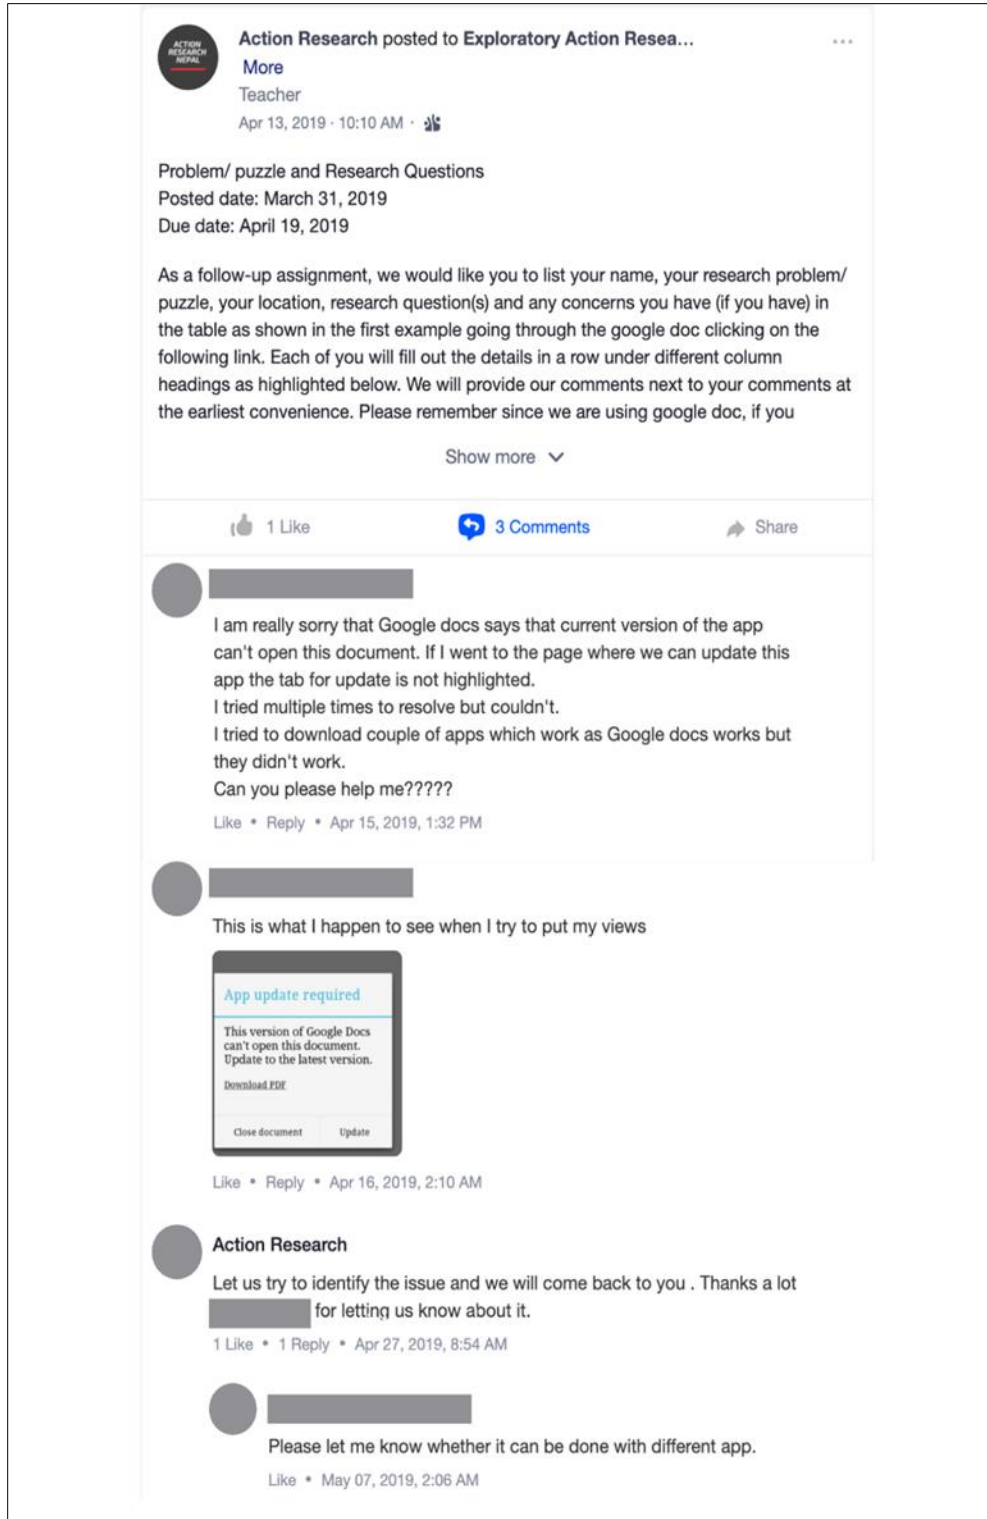 ACTION
RESEARCH
NEPAL
Action Research posted to Exploratory Action Resea...
More
Teacher
Apr 13, 2019 · 10:10 AM ·
Problem/ puzzle and Research Questions
Posted date: March 31, 2019
Due date: April 19, 2019
As a follow-up assignment, we would like you to list your name, your research problem/
puzzle, your location, research question(s) and any concerns you have (if you have) in
the table as shown in the first example going through the google doc clicking on the
following link. Each of you will fill out the details in a row under different column
headings as highlighted below. We will provide our comments next to your comments at
the earliest convenience. Please remember since we are using google doc, if you
Show more
1 Like 3 Comments Share
I am really sorry that Google docs says that current version of the app
can't open this document. If I went to the page where we can update this
app the tab for update is not highlighted.
I tried multiple times to resolve but couldn't.
I tried to download couple of apps which work as Google docs works but
they didn't work.
Can you please help me?????
Like • Reply • Apr 15, 2019, 1:32 PM
This is what I happen to see when I try to put my views
App update required
This version of Google Docs
can't open this document.
Update to the latest version.
Download PDF
Close document Update
Like • Reply • Apr 16, 2019, 2:10 AM
Action Research
Let us try to identify the issue and we will come back to you . Thanks a lot
for letting us know about it.
1 Like • 1 Reply • Apr 27, 2019, 8:54 AM
Please let me know whether it can be done with different app.
Like • May 07, 2019, 2:06 AM